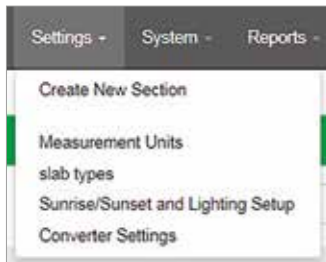 Settings - System - Reports -
Create New Section
Measurement Units
slab types
Sunrise/Sunset and Lighting Setup
Converter Settings